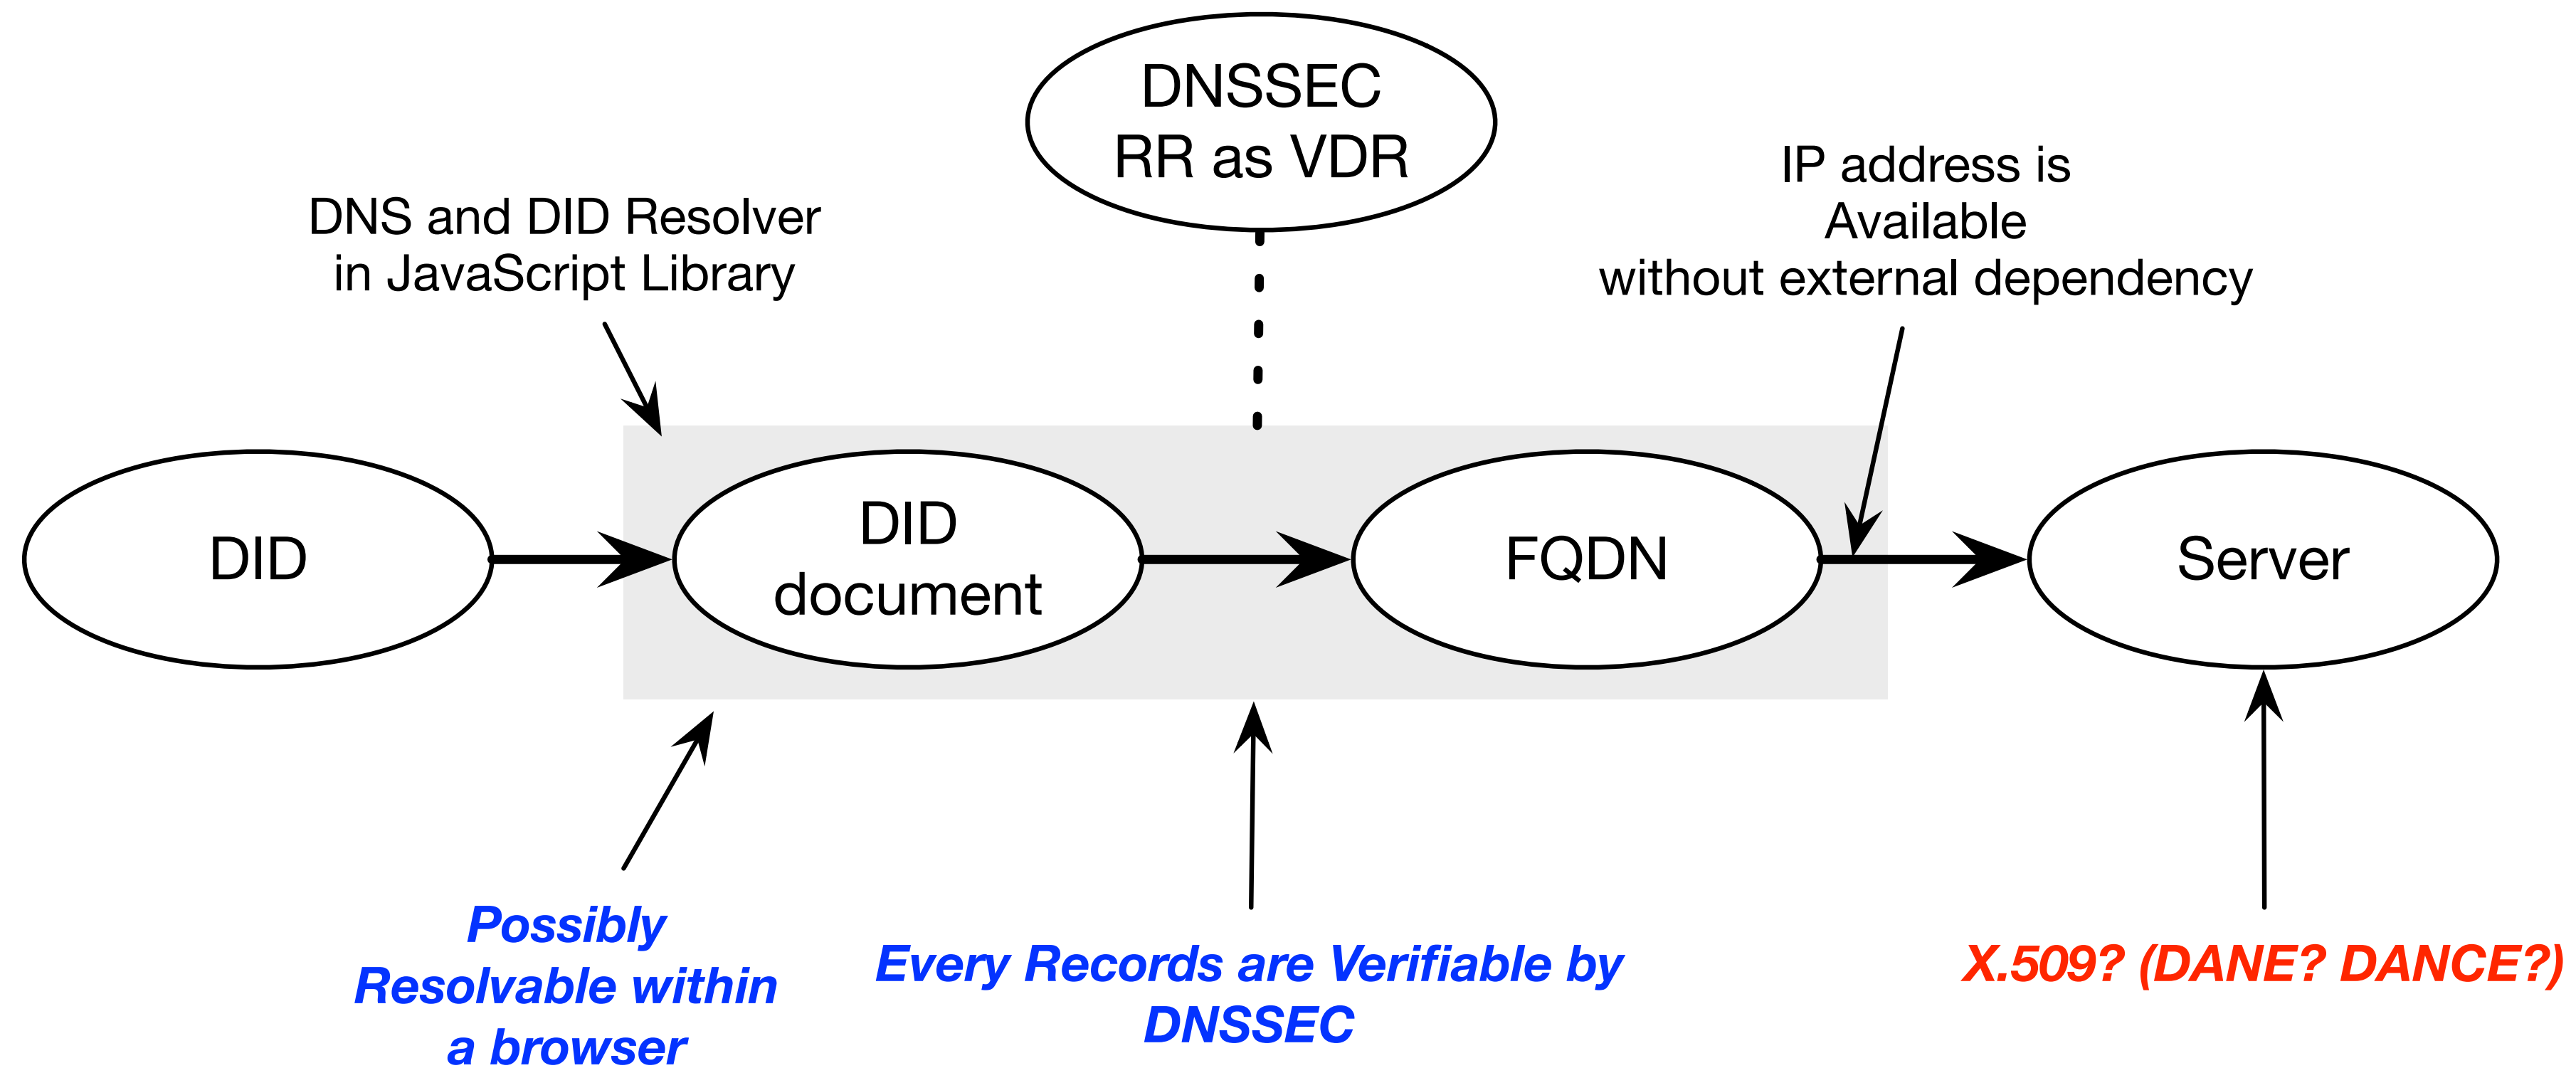 DNSSEC
RR as VDR
DNS and DID Resolver
in JavaScript Library
IP address is
Available
without external dependency
DID
DID
document
FQDN
Server
Possibly
Resolvable within
a browser
Every Records are Verifiable by
DNSSEC
X.509? (DANE? DANCE?)